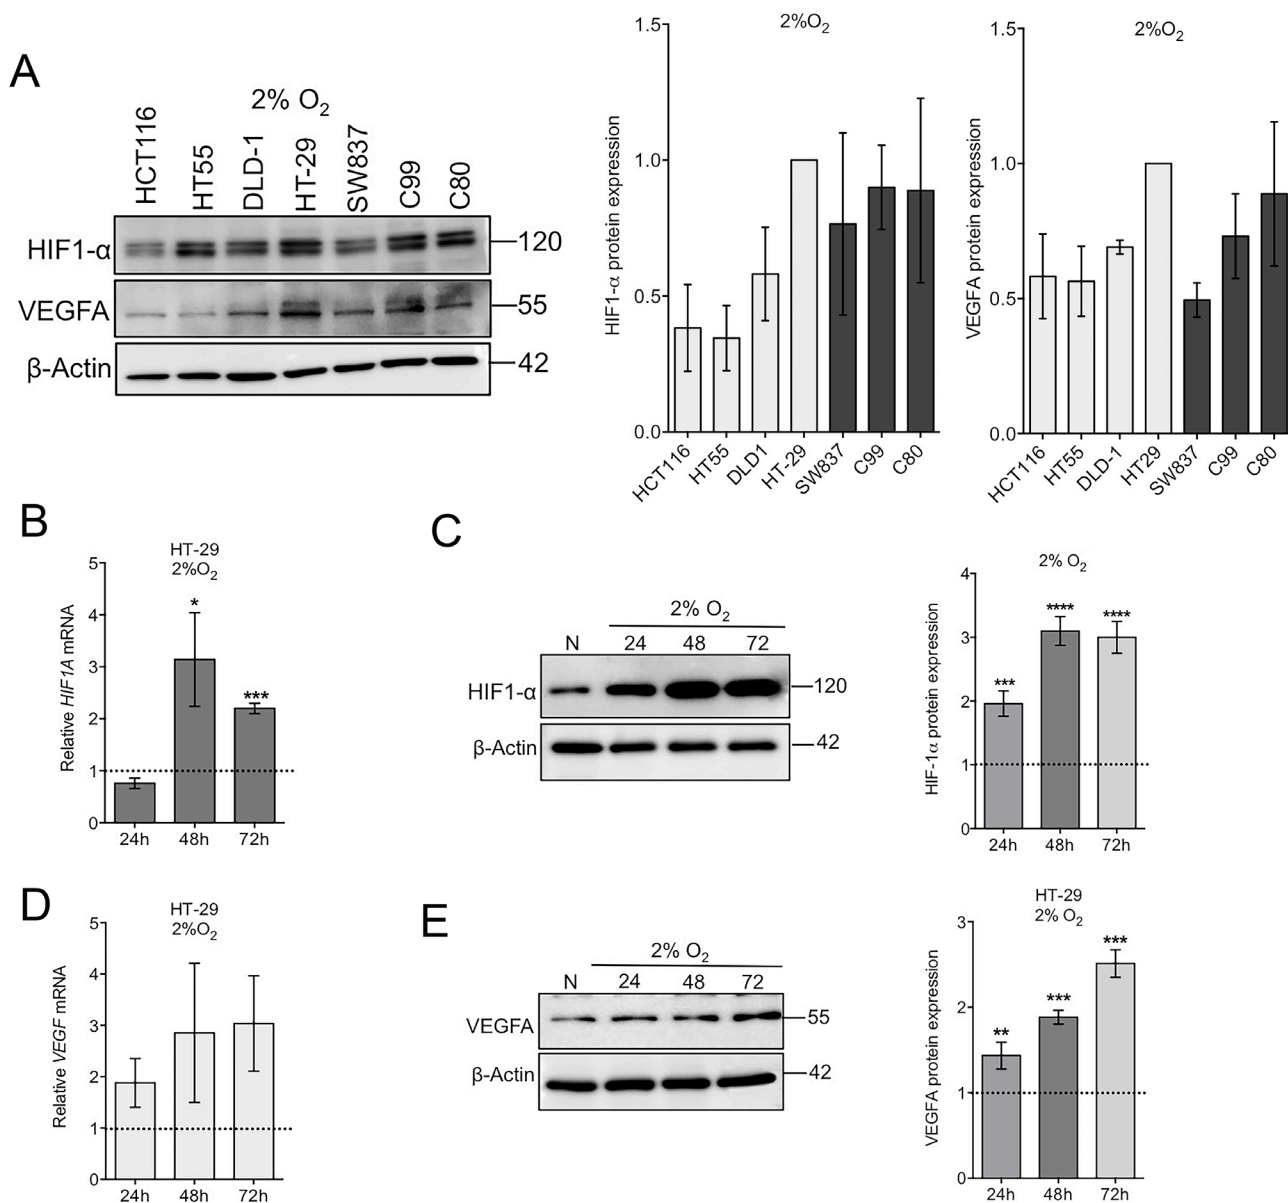 A
2% O2
HCT116
HT55
DLD-1
HT-29
SW837
C99
C80
HIF1-α
120
VEGFA
55
β-Actin
42
2%O2
HIF1-α protein expression
1.5
1.0
0.5
0.0
HCT116
HT55
DLD1
HT-29
SW837
C99
C80
2%O2
VEGFA protein expression
1.5
1.0
0.5
0.0
HCT116
HT55
DLD-1
HT29
SW837
C99
C80
B
HT-29
2%O2
Relative HIF1A mRNA
5
4
3
2
1
0
*
***
24h 48h 72h
C
2% O2
N 24 48 72
HIF1-α
120
β-Actin
42
2% O2
HIF-1α protein expression
4
3
2
1
0
***
****
****
24h 48h 72h
D
HT-29
2%O2
Relative VEGF mRNA
5
4
3
2
1
0
24h 48h 72h
E
2% O2
N 24 48 72
VEGFA
55
β-Actin
42
HT-29
2% O2
VEGFA protein expression
3
2
1
0
**
***
***
24h 48h 72h